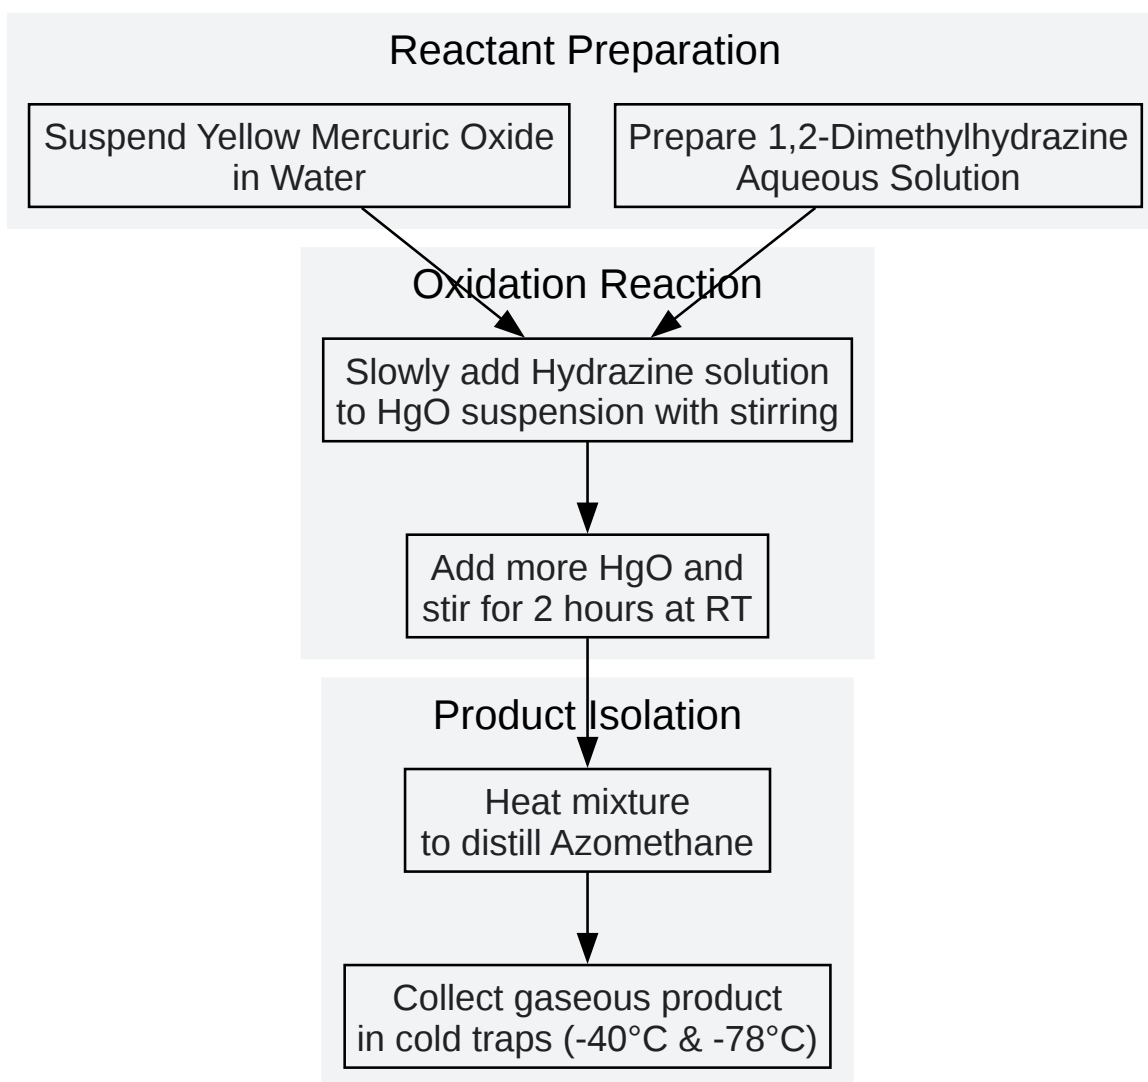 Reactant Preparation
Suspend Yellow Mercuric Oxide
in Water
Prepare 1,2-Dimethylhydrazine
Aqueous Solution
Oxidation Reaction
Slowly add Hydrazine solution
to HgO suspension with stirring
Add more HgO and
stir for 2 hours at RT
Product Isolation
Heat mixture
to distill Azomethane
Collect gaseous product
in cold traps (-40°C & -78°C)